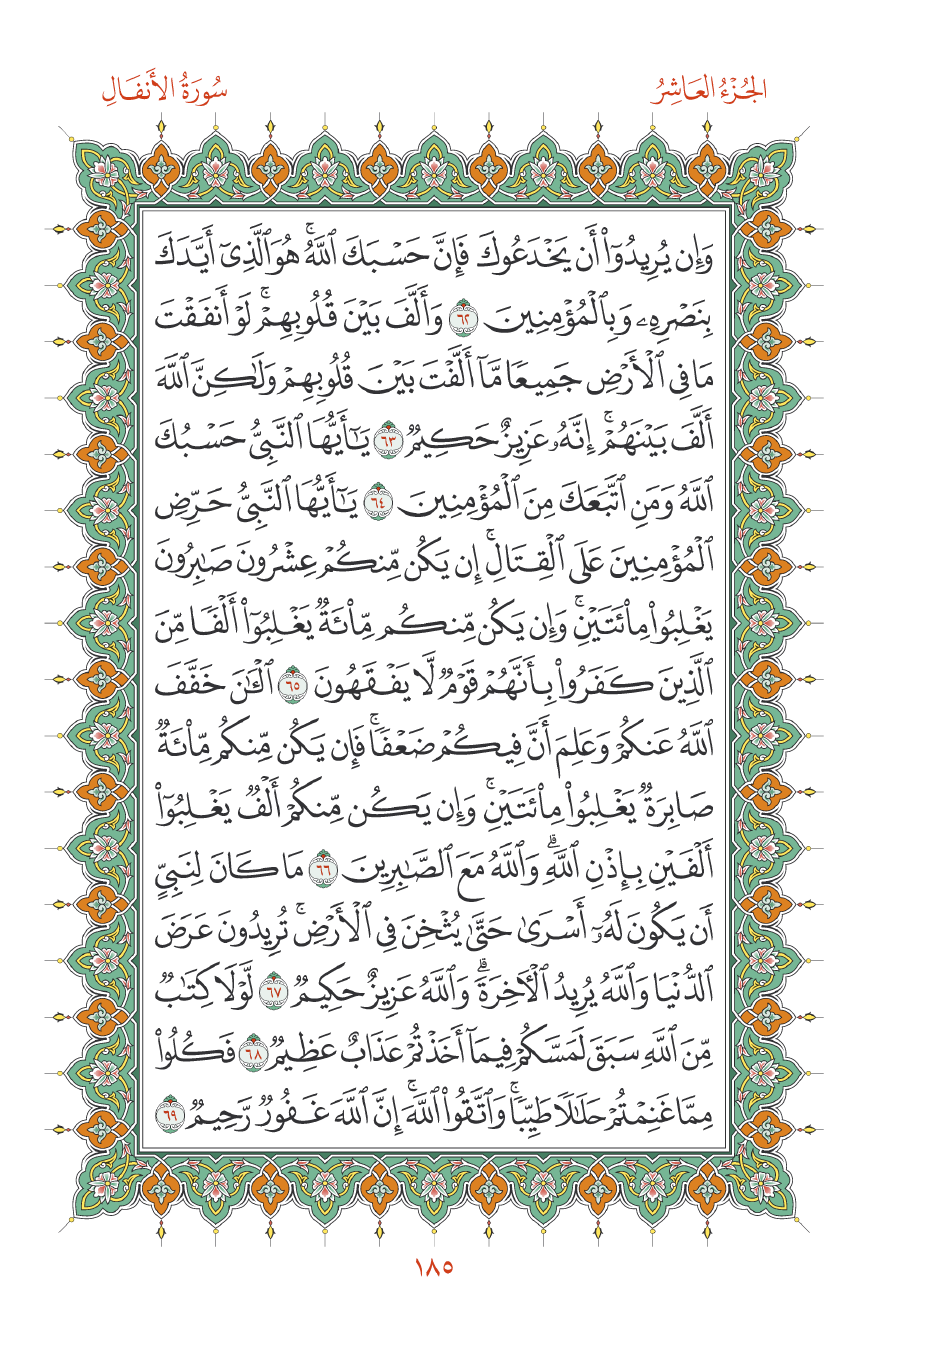 الجُزْءُ العَاشِرُ
سُورَةُ الأَنفَالِ
وَإِن يُرِيدُوٓا۟ أَن يَخْدَعُوكَ فَإِنَّ حَسْبَكَ ٱللَّهُ ۚ هُوَ ٱلَّذِىٓ أَيَّدَكَ
بِنَصْرِهِۦ وَبِٱلْمُؤْمِنِينَ ٦٢ وَأَلَّفَ بَيْنَ قُلُوبِهِمْ ۚ لَوْ أَنفَقْتَ
مَا فِى ٱلْأَرْضِ جَمِيعًا مَّآ أَلَّفْتَ بَيْنَ قُلُوبِهِمْ وَلَـٰكِنَّ ٱللَّهَ
أَلَّفَ بَيْنَهُمْ ۚ إِنَّهُۥ عَزِيزٌ حَكِيمٌ ٦٣ يَـٰٓأَيُّهَا ٱلنَّبِىُّ حَسْبُكَ
ٱللَّهُ وَمَنِ ٱتَّبَعَكَ مِنَ ٱلْمُؤْمِنِينَ ٦٤ يَـٰٓأَيُّهَا ٱلنَّبِىُّ حَرِّضِ
ٱلْمُؤْمِنِينَ عَلَى ٱلْقِتَالِ ۚ إِن يَكُن مِّنكُمْ عِشْرُونَ صَـٰبِرُونَ
يَغْلِبُوا۟ مِا۟ئَتَيْنِ ۚ وَإِن يَكُن مِّنكُم مِّا۟ئَةٌ يَغْلِبُوٓا۟ أَلْفًا مِّنَ
ٱلَّذِينَ كَفَرُوا۟ بِأَنَّهُمْ قَوْمٌ لَّا يَفْقَهُونَ ٦٥ ٱلْـَٔـٰنَ خَفَّفَ
ٱللَّهُ عَنكُمْ وَعَلِمَ أَنَّ فِيكُمْ ضَعْفًا ۚ فَإِن يَكُن مِّنكُم مِّا۟ئَةٌ
صَابِرَةٌ يَغْلِبُوا۟ مِا۟ئَتَيْنِ ۚ وَإِن يَكُن مِّنكُمْ أَلْفٌ يَغْلِبُوٓا۟
أَلْفَيْنِ بِإِذْنِ ٱللَّهِ ۗ وَٱللَّهُ مَعَ ٱلصَّـٰبِرِينَ ٦٦ مَا كَانَ لِنَبِىٍّ
أَن يَكُونَ لَهُۥٓ أَسْرَىٰ حَتَّىٰ يُثْخِنَ فِى ٱلْأَرْضِ ۚ تُرِيدُونَ عَرَضَ
ٱلدُّنْيَا وَٱللَّهُ يُرِيدُ ٱلْـَٔاخِرَةَ ۗ وَٱللَّهُ عَزِيزٌ حَكِيمٌ ٦٧ لَّوْلَا كِتَـٰبٌ
مِّنَ ٱللَّهِ سَبَقَ لَمَسَّكُمْ فِيمَآ أَخَذْتُمْ عَذَابٌ عَظِيمٌ ٦٨ فَكُلُوا۟
مِمَّا غَنِمْتُمْ حَلَـٰلًا طَيِّبًا ۚ وَٱتَّقُوا۟ ٱللَّهَ ۚ إِنَّ ٱللَّهَ غَفُورٌ رَّحِيمٌ ٦٩
١٨٥